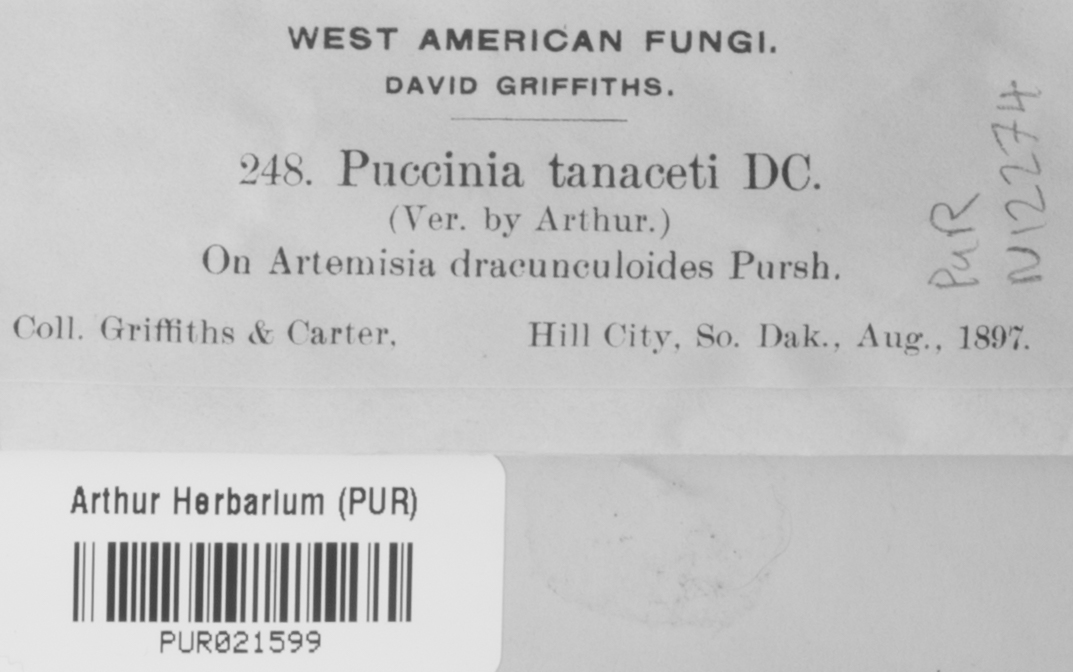 WEST AMERICAN FUNGI.
DAVID GRIFFITHS.
248. Puccinia tanaceti DC.
(Ver. by Arthur.)
On Artemisia dracunculoides Pursh.
Coll. Griffiths & Carter, Hill City, So. Dak., Aug., 1897.
PUR
N12274
Arthur Herbarium (PUR)
PUR021599